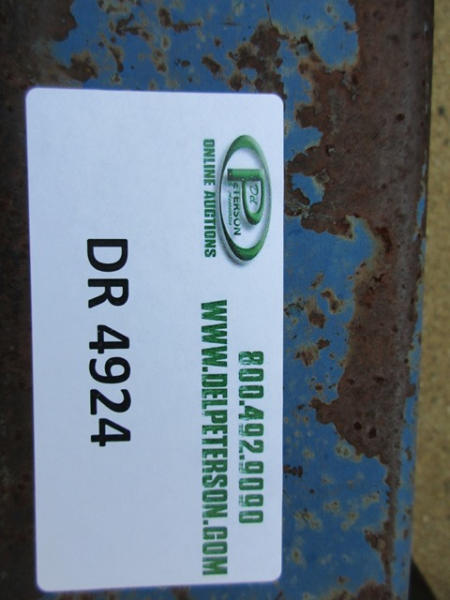 Del
PETERSON
ONLINE AUCTIONS
800.492.9090
WWW.DELPETERSON.COM
DR 4924